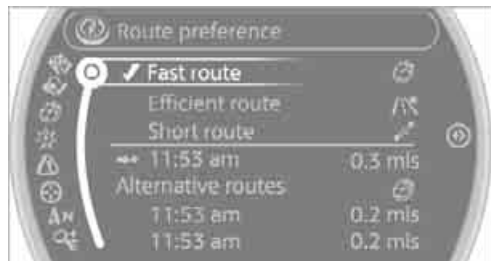 Route preference
Fast route
Efficient route
Short route
11:53 am 0.3 mls
Alternative routes
11:53 am 0.2 mls
11:53 am 0.2 mls
N